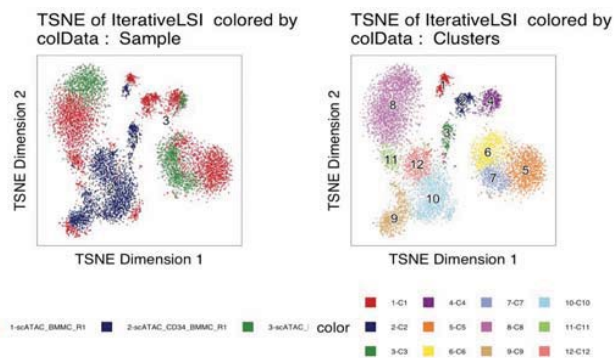 TSNE of IterativeLSI colored by
colData : Sample
TSNE Dimension 2
3
TSNE Dimension 1
1-scATAC_BMMC_R1 2-scATAC_CD34_BMMC_R1 3-scATAC_
TSNE of IterativeLSI colored by
colData : Clusters
TSNE Dimension 2
8
4
3
11
12
6
7
5
10
9
TSNE Dimension 1
color
1-C1 4-C4 7-C7 10-C10
2-C2 5-C5 8-C8 11-C11
3-C3 6-C6 9-C9 12-C12